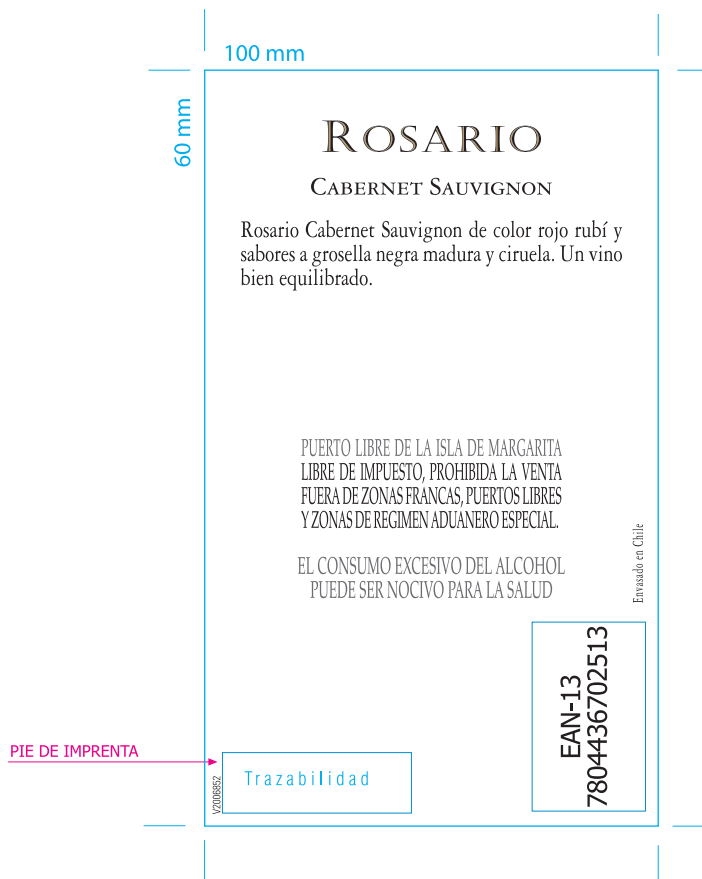 100 mm
60 mm
ROSARIO
CABERNET SAUVIGNON
Rosario Cabernet Sauvignon de color rojo rubí y
sabores a grosella negra madura y ciruela. Un vino
bien equilibrado.
PUERTO LIBRE DE LA ISLA DE MARGARITA
LIBRE DE IMPUESTO, PROHIBIDA LA VENTA
FUERA DE ZONAS FRANCAS, PUERTOS LIBRES
Y ZONAS DE REGIMEN ADUANERO ESPECIAL.
EL CONSUMO EXCESIVO DEL ALCOHOL
PUEDE SER NOCIVO PARA LA SALUD
Envasado en Chile
EAN-13
7804436702513
PIE DE IMPRENTA
V2006852
Trazabilidad